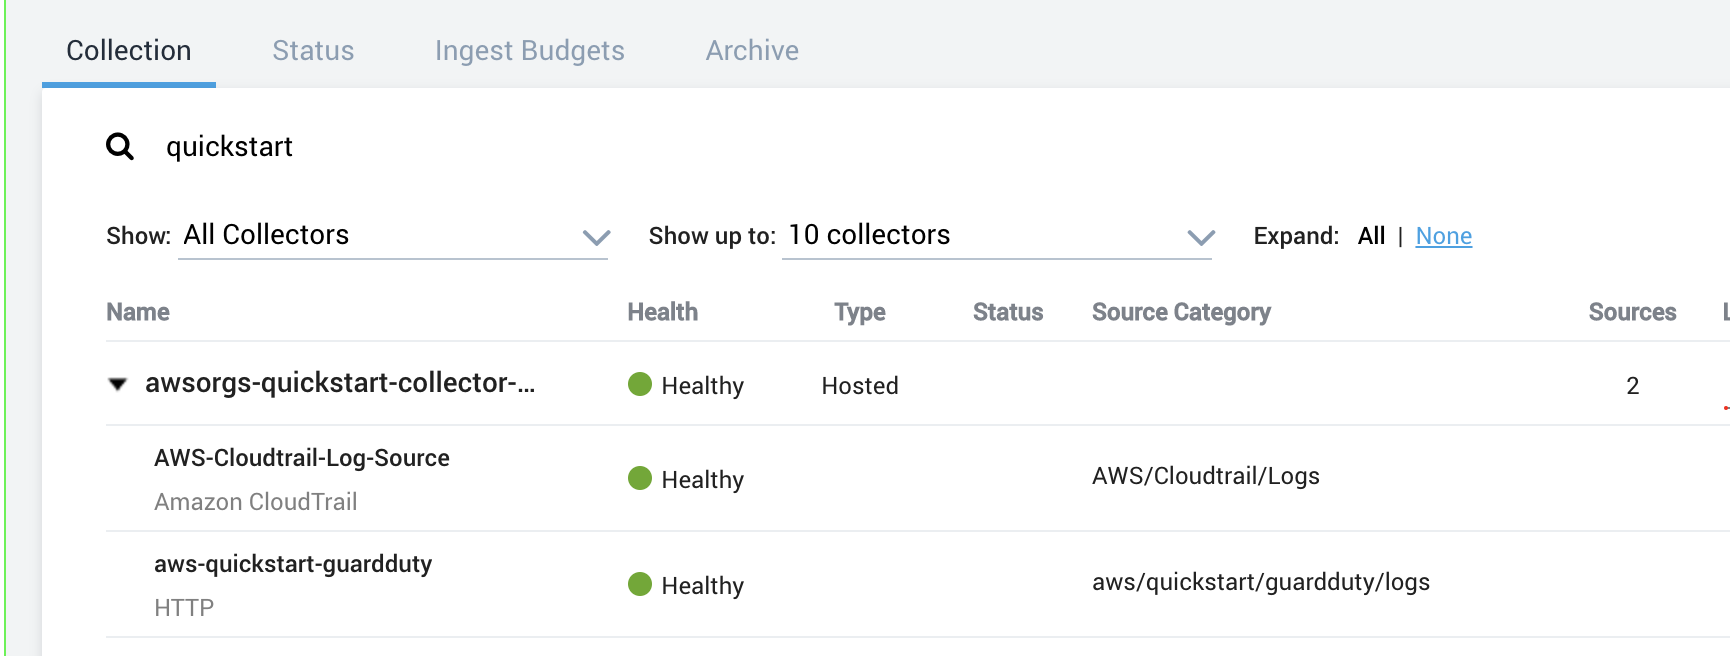 Collection Status Ingest Budgets Archive
quickstart
Show: All Collectors Show up to: 10 collectors Expand: All | None
Name Health Type Status Source Category Sources
awsorgs-quickstart-collector-... Healthy Hosted 2
AWS-Cloudtrail-Log-Source
Healthy AWS/Cloudtrail/Logs
Amazon CloudTrail
aws-quickstart-guardduty
Healthy aws/quickstart/guardduty/logs
HTTP